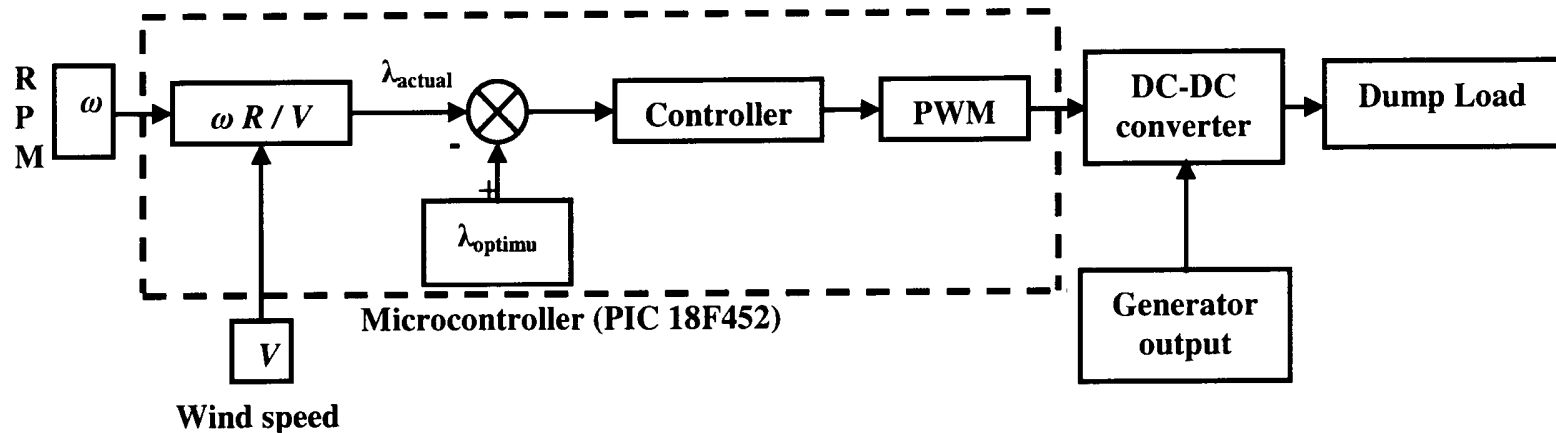 R
P
M
ω
ω R / V
λactual
-
+
λoptimu
Controller
PWM
DC-DC
converter
Dump Load
Generator
output
Microcontroller (PIC 18F452)
V
Wind speed